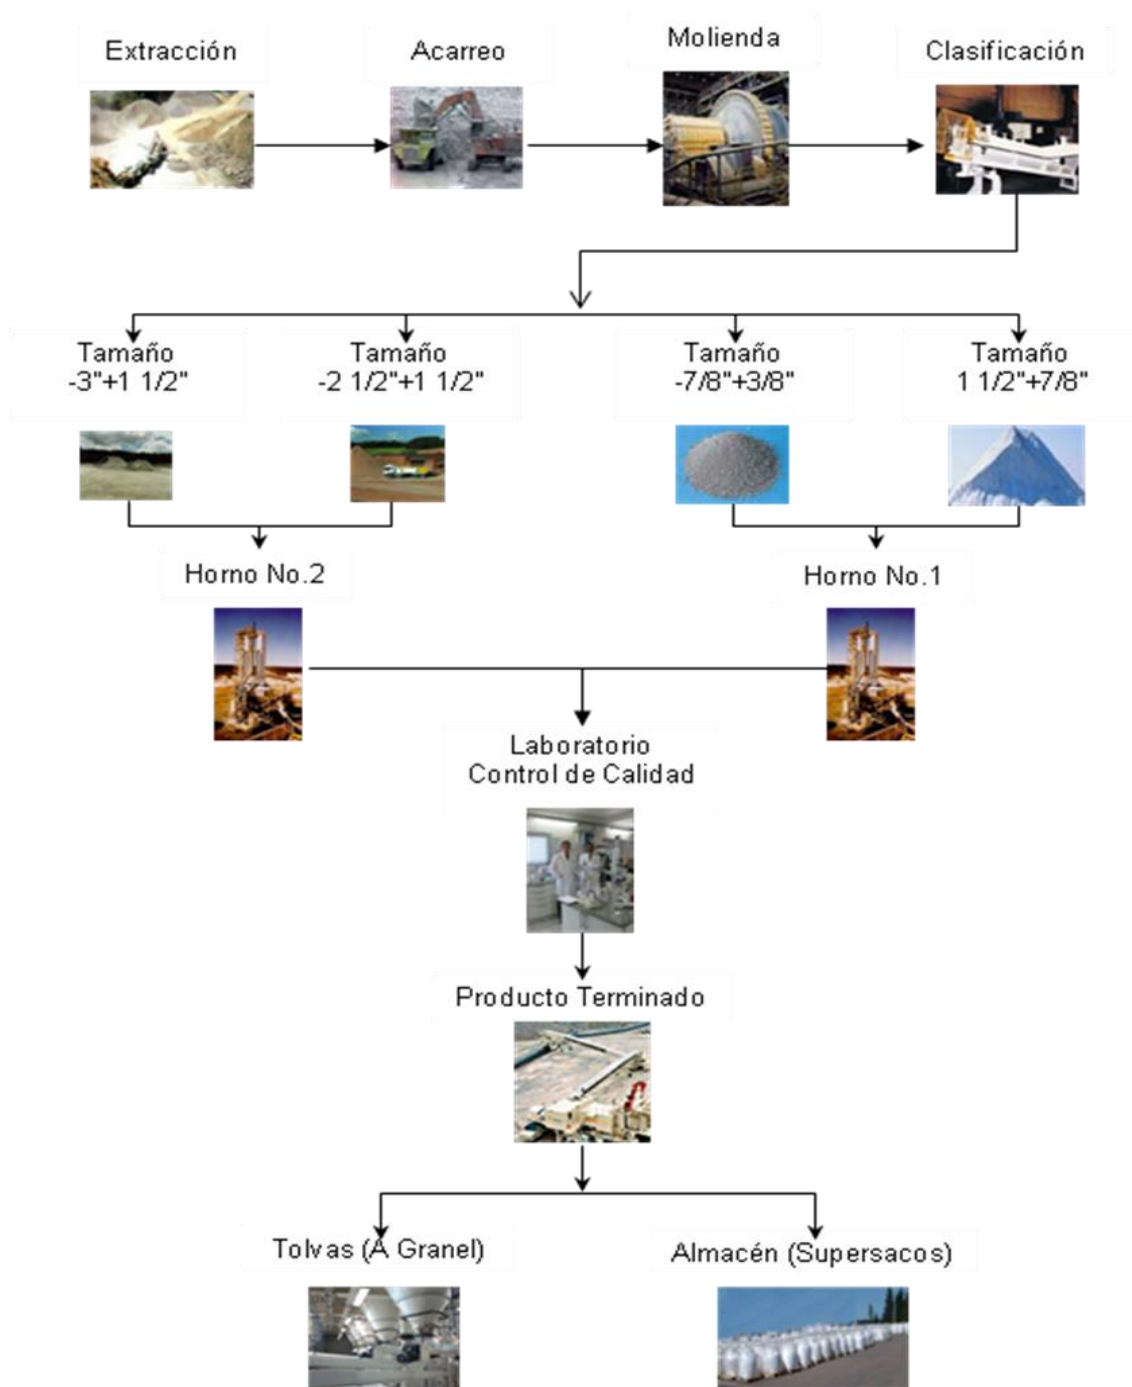 Extracción
Acarreo
Molienda
Clasificación
Tamaño
-3"+1 1/2"
Tamaño
-2 1/2"+1 1/2"
Tamaño
-7/8"+3/8"
Tamaño
1 1/2"+7/8"
Horno No.2
Horno No.1
Laboratorio
Control de Calidad
Producto Terminado
Tolvas (A Granel)
Almacén (Supersacos)